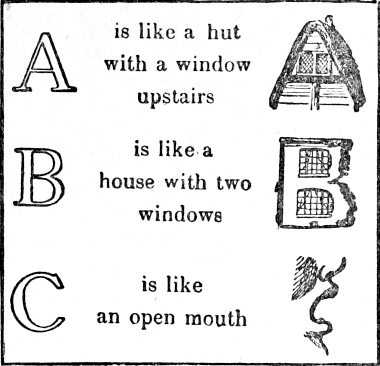 A
is like a hut
with a window
upstairs
B
is like a
house with two
windows
C
is like
an open mouth